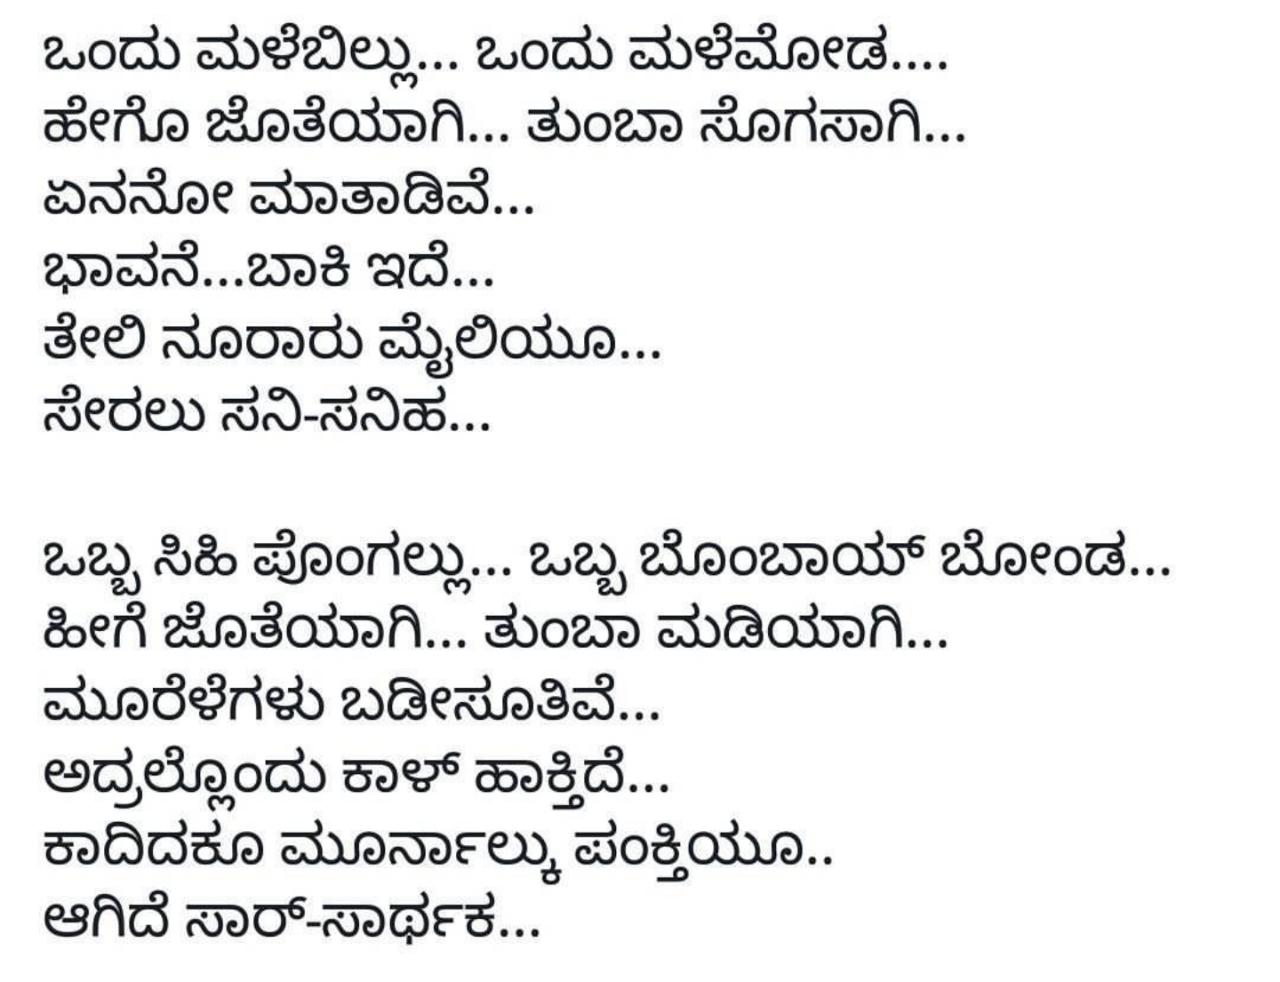 ಒಂದು ಮಳೆಬಿಲ್ಲು... ಒಂದು ಮಳೆಮೋಡ....
ಹೇಗೊ ಜೊತೆಯಾಗಿ... ತುಂಬಾ ಸೊಗಸಾಗಿ...
ಏನನೋ ಮಾತಾಡಿವೆ...
ಭಾವನೆ...ಬಾಕಿ ಇದೆ...
ತೇಲಿ ನೂರಾರು ಮೈಲಿಯೂ...
ಸೇರಲು ಸನಿ-ಸನಿಹ...

ಒಬ್ಬ ಸಿಹಿ ಪೊಂಗಲ್ಲು... ಒಬ್ಬ ಬೊಂಬಾಯ್ ಬೋಂಡ...
ಹೀಗೆ ಜೊತೆಯಾಗಿ... ತುಂಬಾ ಮಡಿಯಾಗಿ...
ಮೂರೆಳೆಗಳು ಬಡೀಸೂತಿವೆ...
ಅದ್ರಲ್ಲೊಂದು ಕಾಳ್ ಹಾಕ್ತಿದೆ...
ಕಾದಿದಕೂ ಮೂರ್ನಾಲ್ಕು ಪಂಕ್ತಿಯೂ..
ಆಗಿದೆ ಸಾರ್-ಸಾರ್ಥಕ...